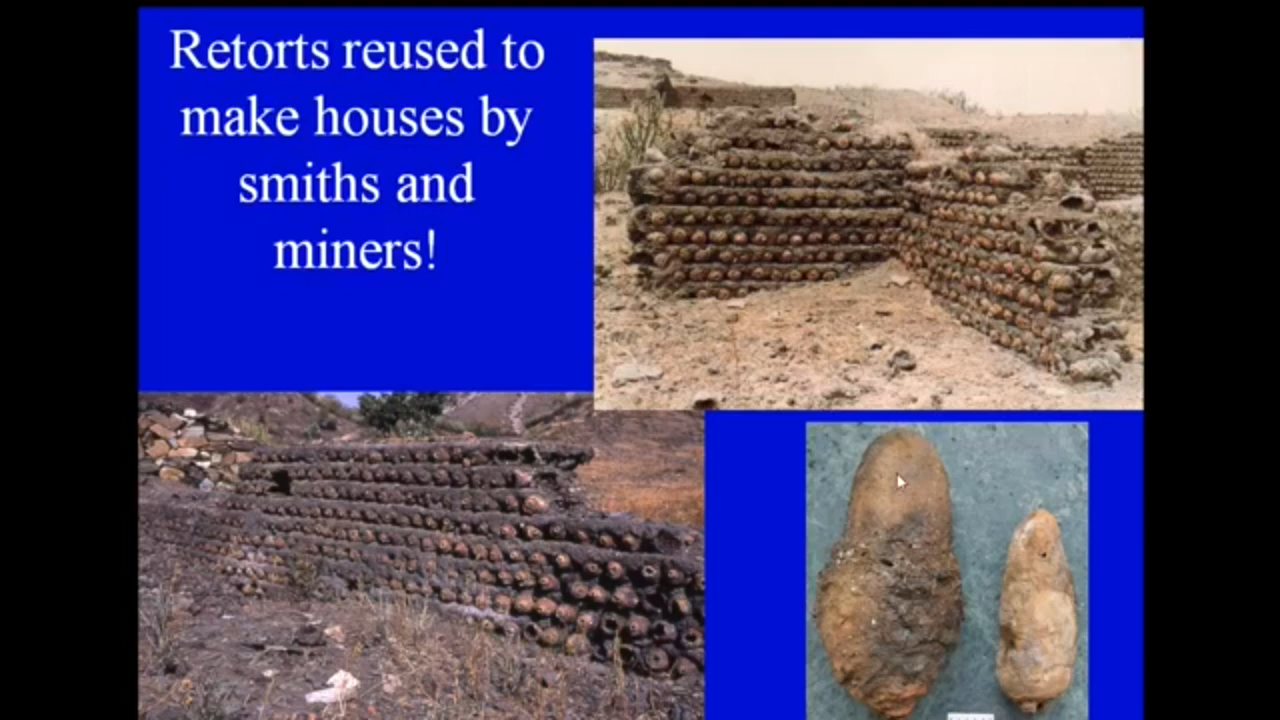 Retorts reused to
make houses by
smiths and
miners!